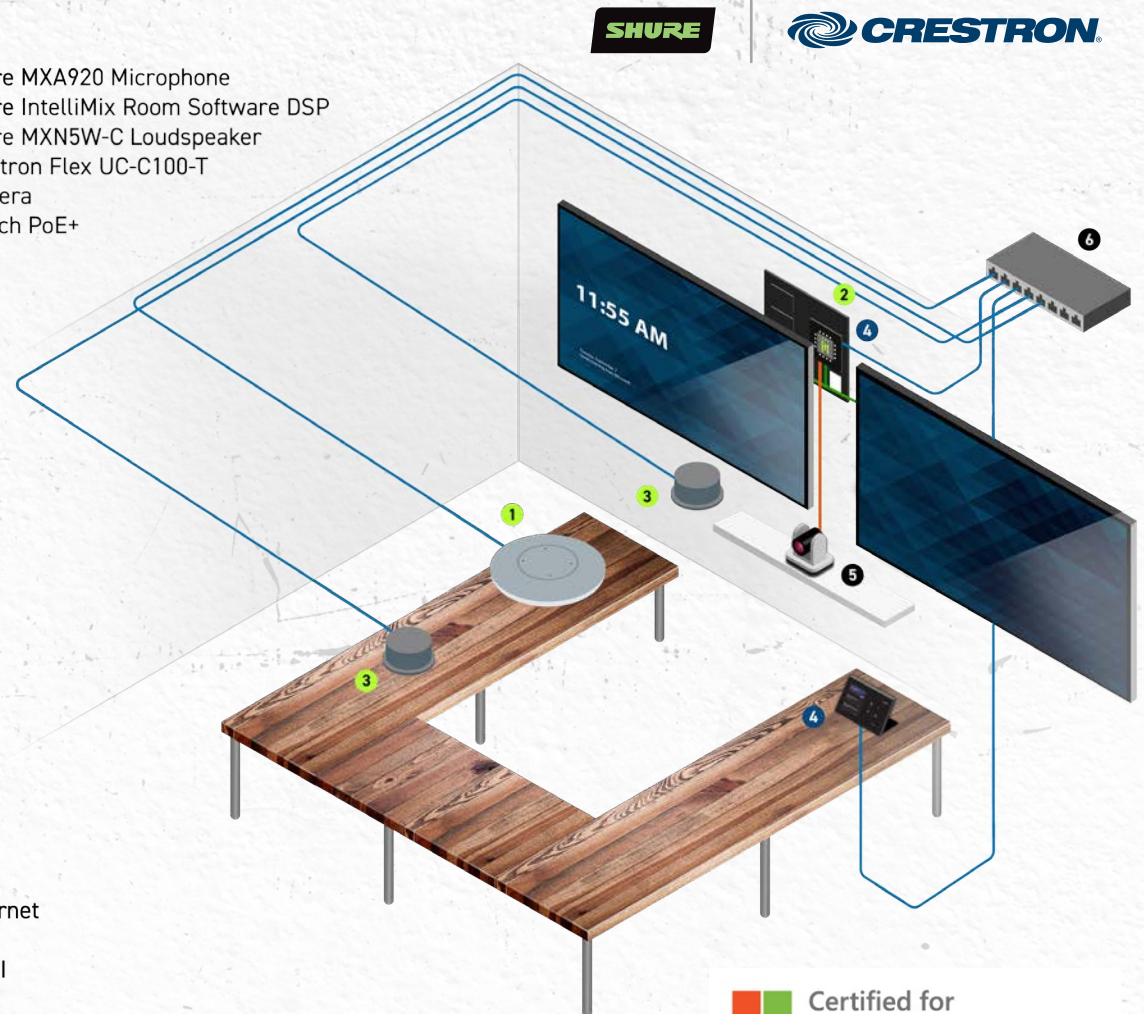 SHURE
CRESTRON
re MXA920 Microphone
re IntelliMix Room Software DSP
re MXN5W-C Loudspeaker
tron Flex UC-C100-T
era
ch PoE+
6
11:55 AM
2
4
3
1
5
3
4
rnet
l
Certified for